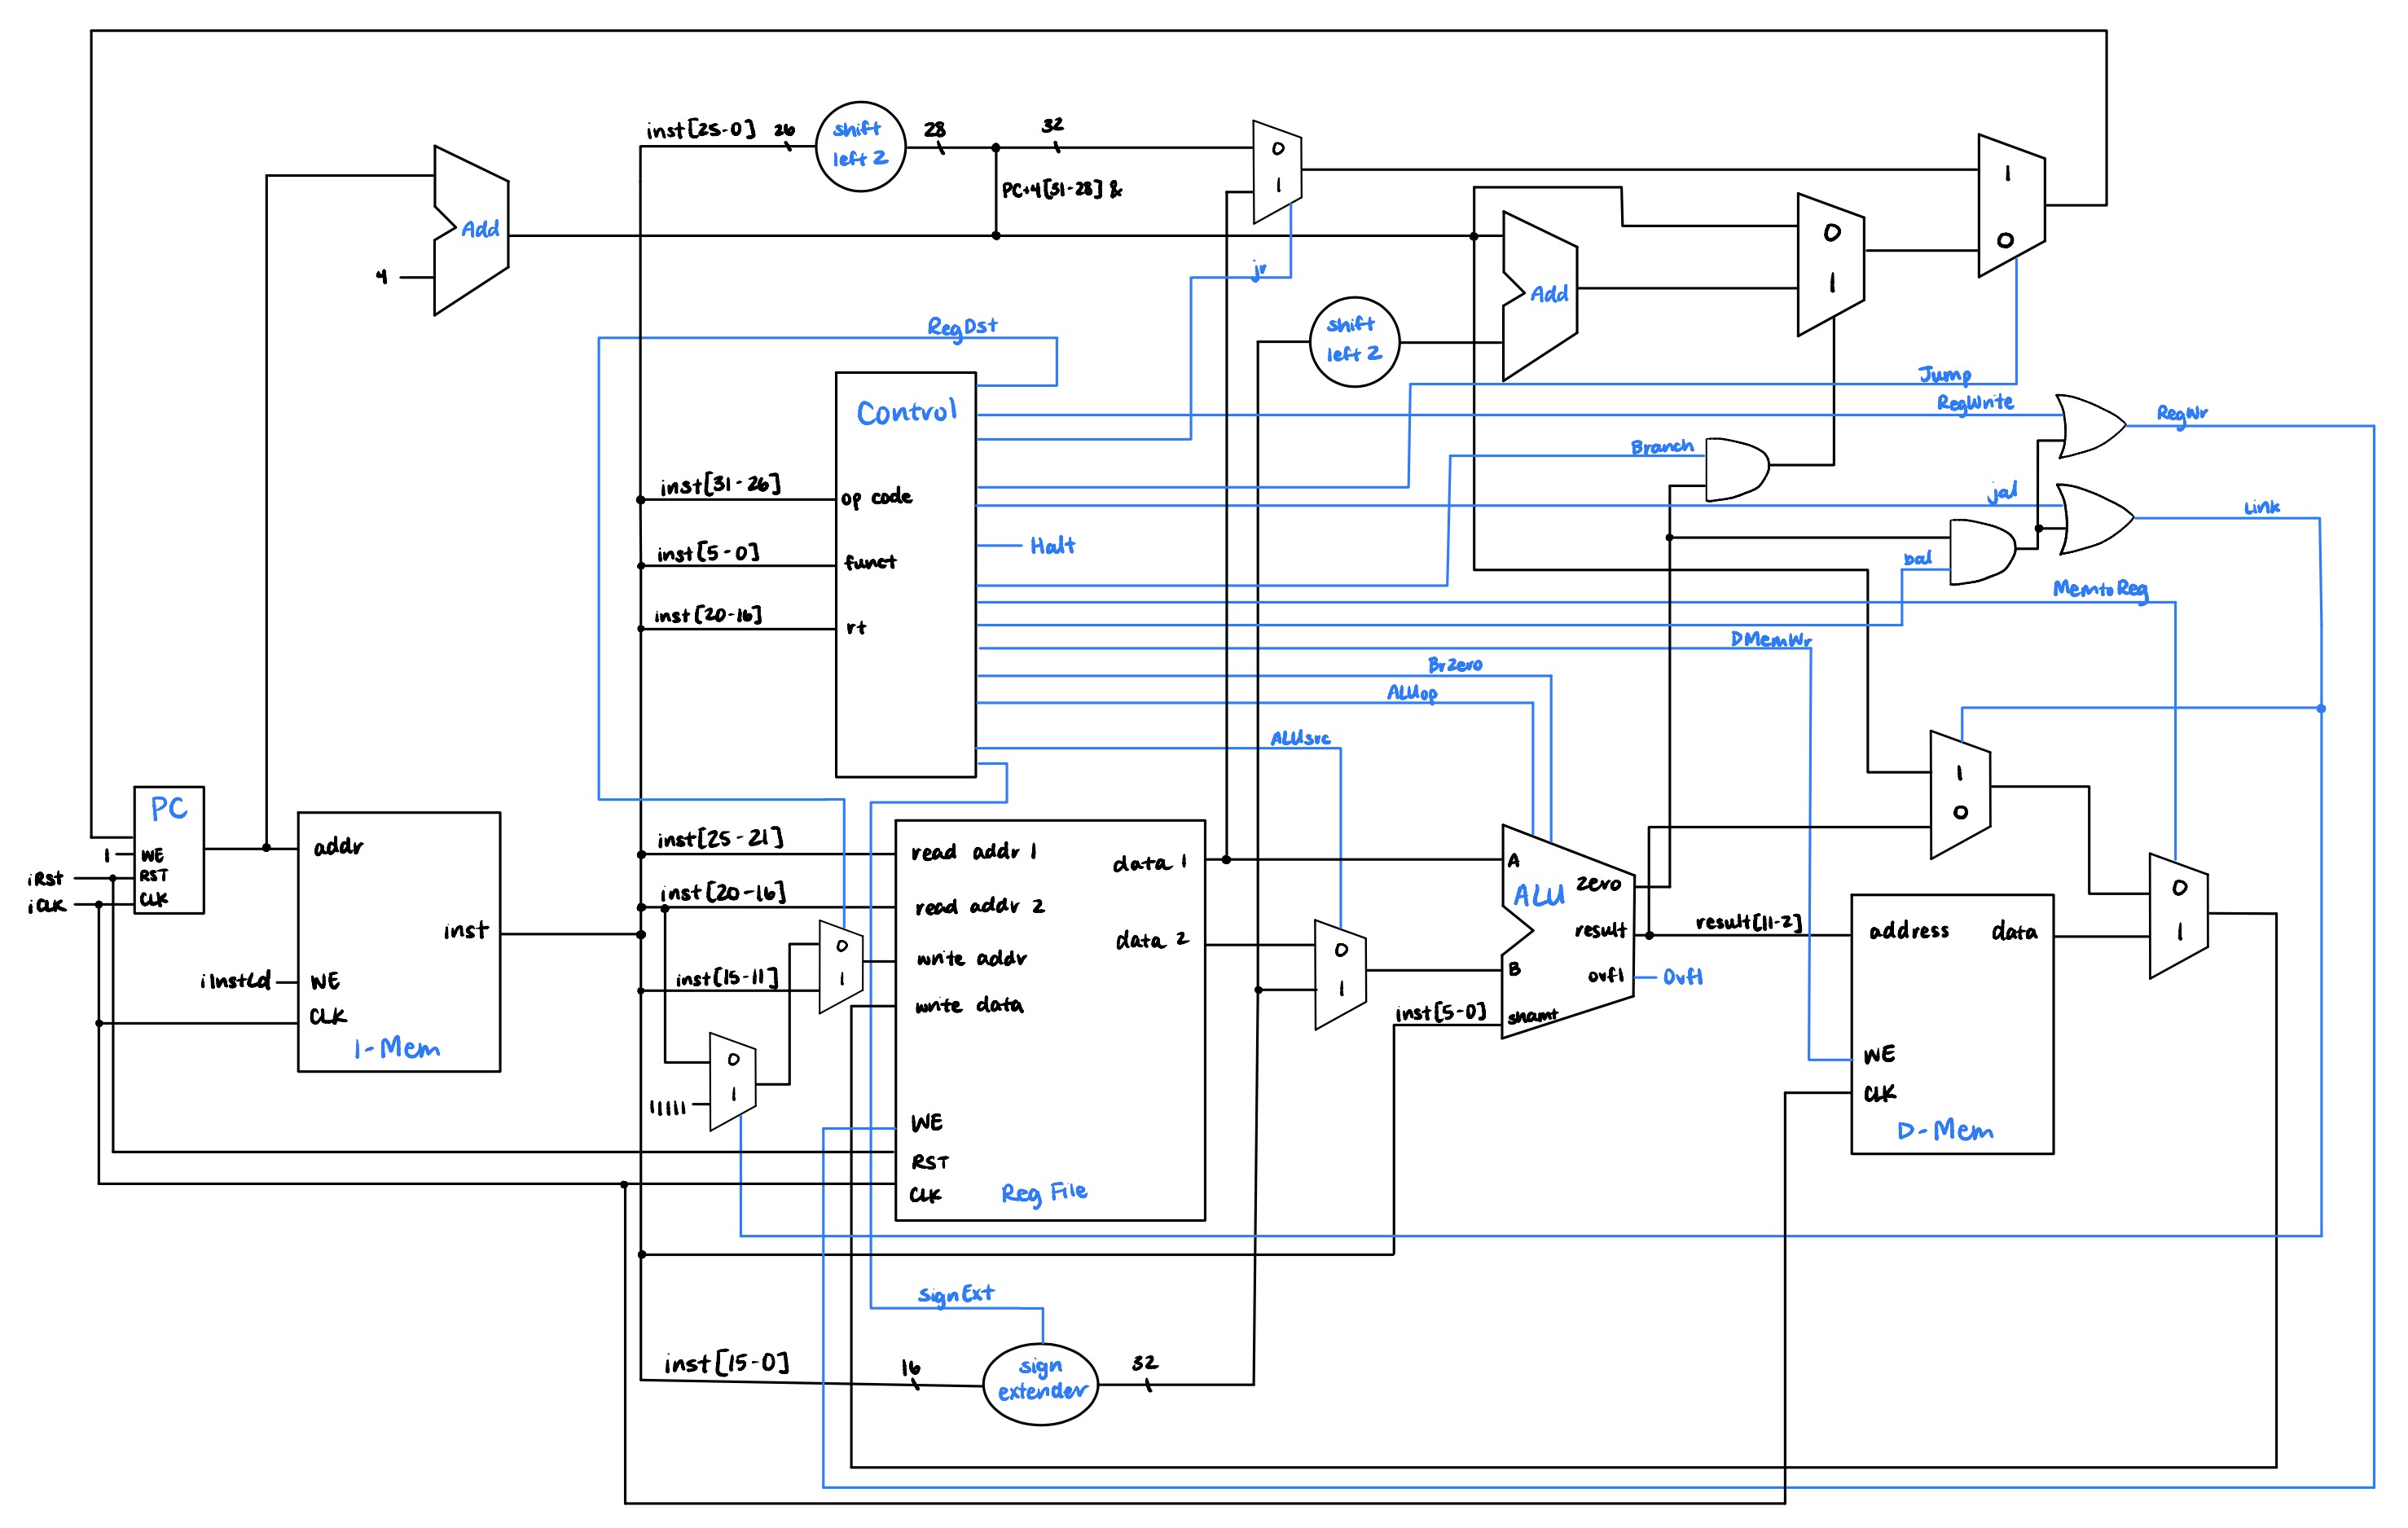 inst[25-0] 26
shift
left 2
28
32
0
1
PC+4[31-28] &
1
0
Add
4
0
1
Add
jr
shift
left 2
RegDst
Jump
RegWrite
RegWr
Control
Branch
inst[31-26]
op code
jal
Link
Halt
inst[5-0]
funct
bal
MemtoReg
inst[20-16]
rt
DMemWr
BrZero
ALUop
ALUsrc
1
0
PC
1
WE
iRst
RST
iCLK
CLK
addr
inst
iInstLd
WE
CLK
I-Mem
inst[25-21]
read addr 1
data 1
inst[20-16]
read addr 2
data 2
0
1
write addr
inst[15-11]
write data
0
1
11111
WE
RST
CLK
Reg File
0
1
A
ALU
zero
result
B
ovfl
Ovfl
inst[5-0]
shamt
result[11-2]
address
data
WE
CLK
D-Mem
0
1
SignExt
inst[15-0]
16
sign
extender
32